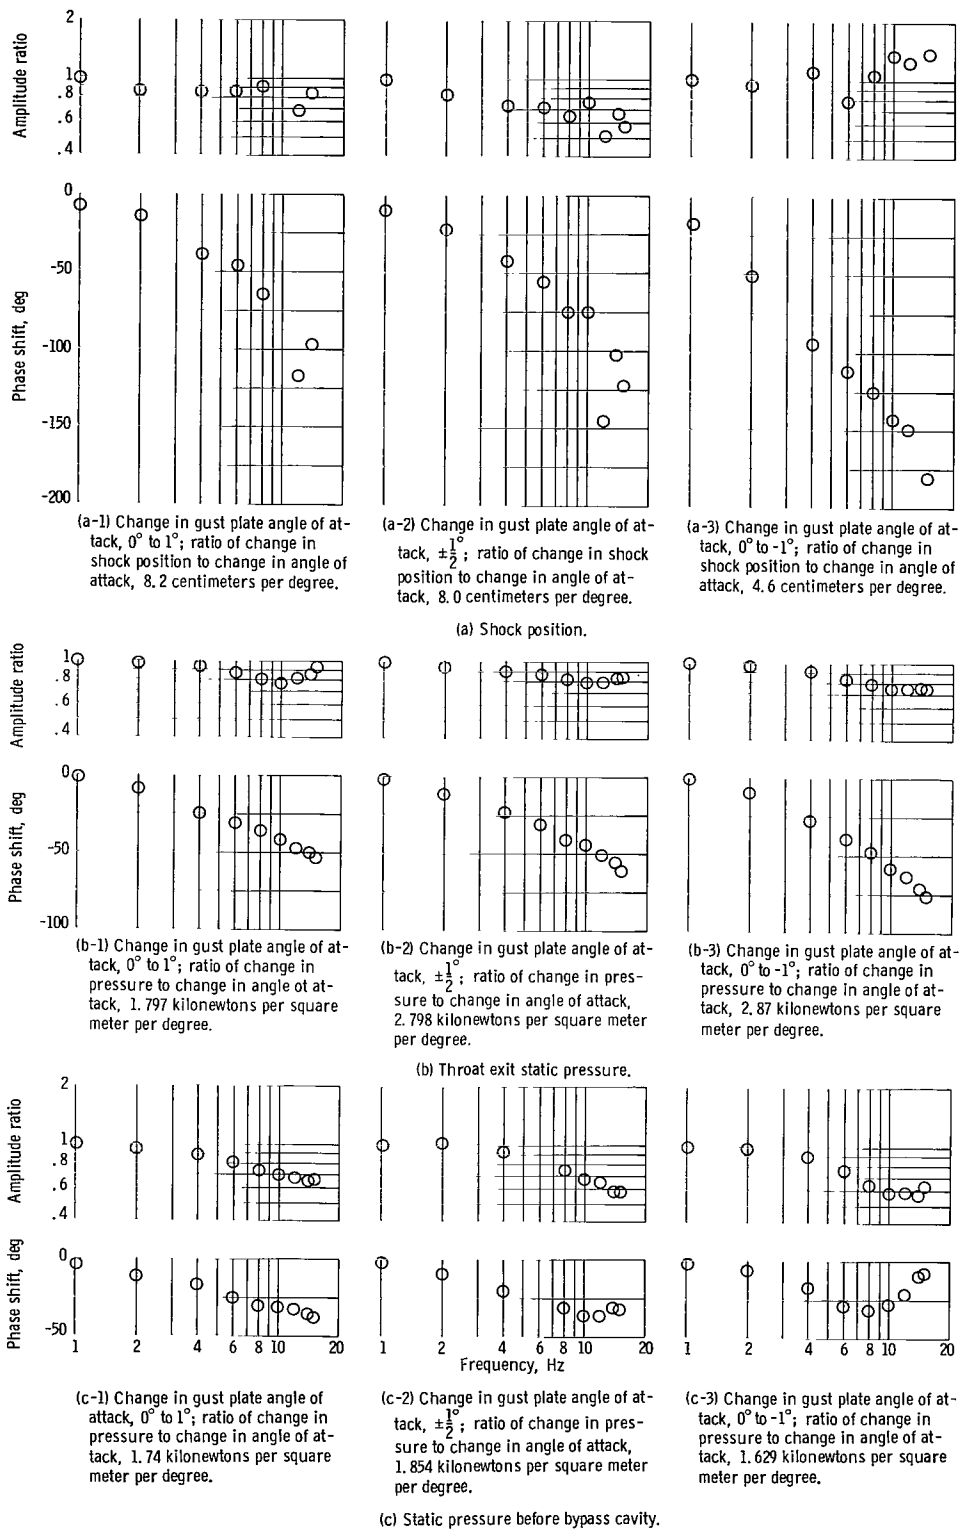 2
1
.8
.6
.4
Amplitude ratio
0
-50
-100
-150
-200
Phase shift, deg
(a-1) Change in gust plate angle of at-
tack, 0° to 1°; ratio of change in
shock position to change in angle of
attack, 8.2 centimeters per degree.
(a-2) Change in gust plate angle of at-
tack, ±1/2°; ratio of change in shock
position to change in angle of at-
tack, 8.0 centimeters per degree.
(a-3) Change in gust plate angle of at-
tack, 0° to -1°; ratio of change in
shock position to change in angle of
attack, 4.6 centimeters per degree.
(a) Shock position.
1
.8
.6
.4
Amplitude ratio
0
-50
-100
Phase shift, deg
(b-1) Change in gust plate angle of at-
tack, 0° to 1°; ratio of change in
pressure to change in angle of at-
tack, 1.797 kilonewtons per square
meter per degree.
(b-2) Change in gust plate angle of at-
tack, ±1/2°; ratio of change in pres-
sure to change in angle of attack,
2.798 kilonewtons per square meter
per degree.
(b-3) Change in gust plate angle of at-
tack, 0° to -1°; ratio of change in
pressure to change in angle of at-
tack, 2.87 kilonewtons per square
meter per degree.
(b) Throat exit static pressure.
2
1
.8
.6
.4
Amplitude ratio
0
-50
Phase shift, deg
1 2 4 6 8 10 20
1 2 4 6 8 10 20
1 2 4 6 8 10 20
Frequency, Hz
(c-1) Change in gust plate angle of
attack, 0° to 1°; ratio of change in
pressure to change in angle of at-
tack, 1.74 kilonewtons per square
meter per degree.
(c-2) Change in gust plate angle of at-
tack, ±1/2°; ratio of change in pres-
sure to change in angle of attack,
1.854 kilonewtons per square meter
per degree.
(c-3) Change in gust plate angle of at-
tack, 0° to -1°; ratio of change in
pressure to change in angle of at-
tack, 1.629 kilonewtons per square
meter per degree.
(c) Static pressure before bypass cavity.